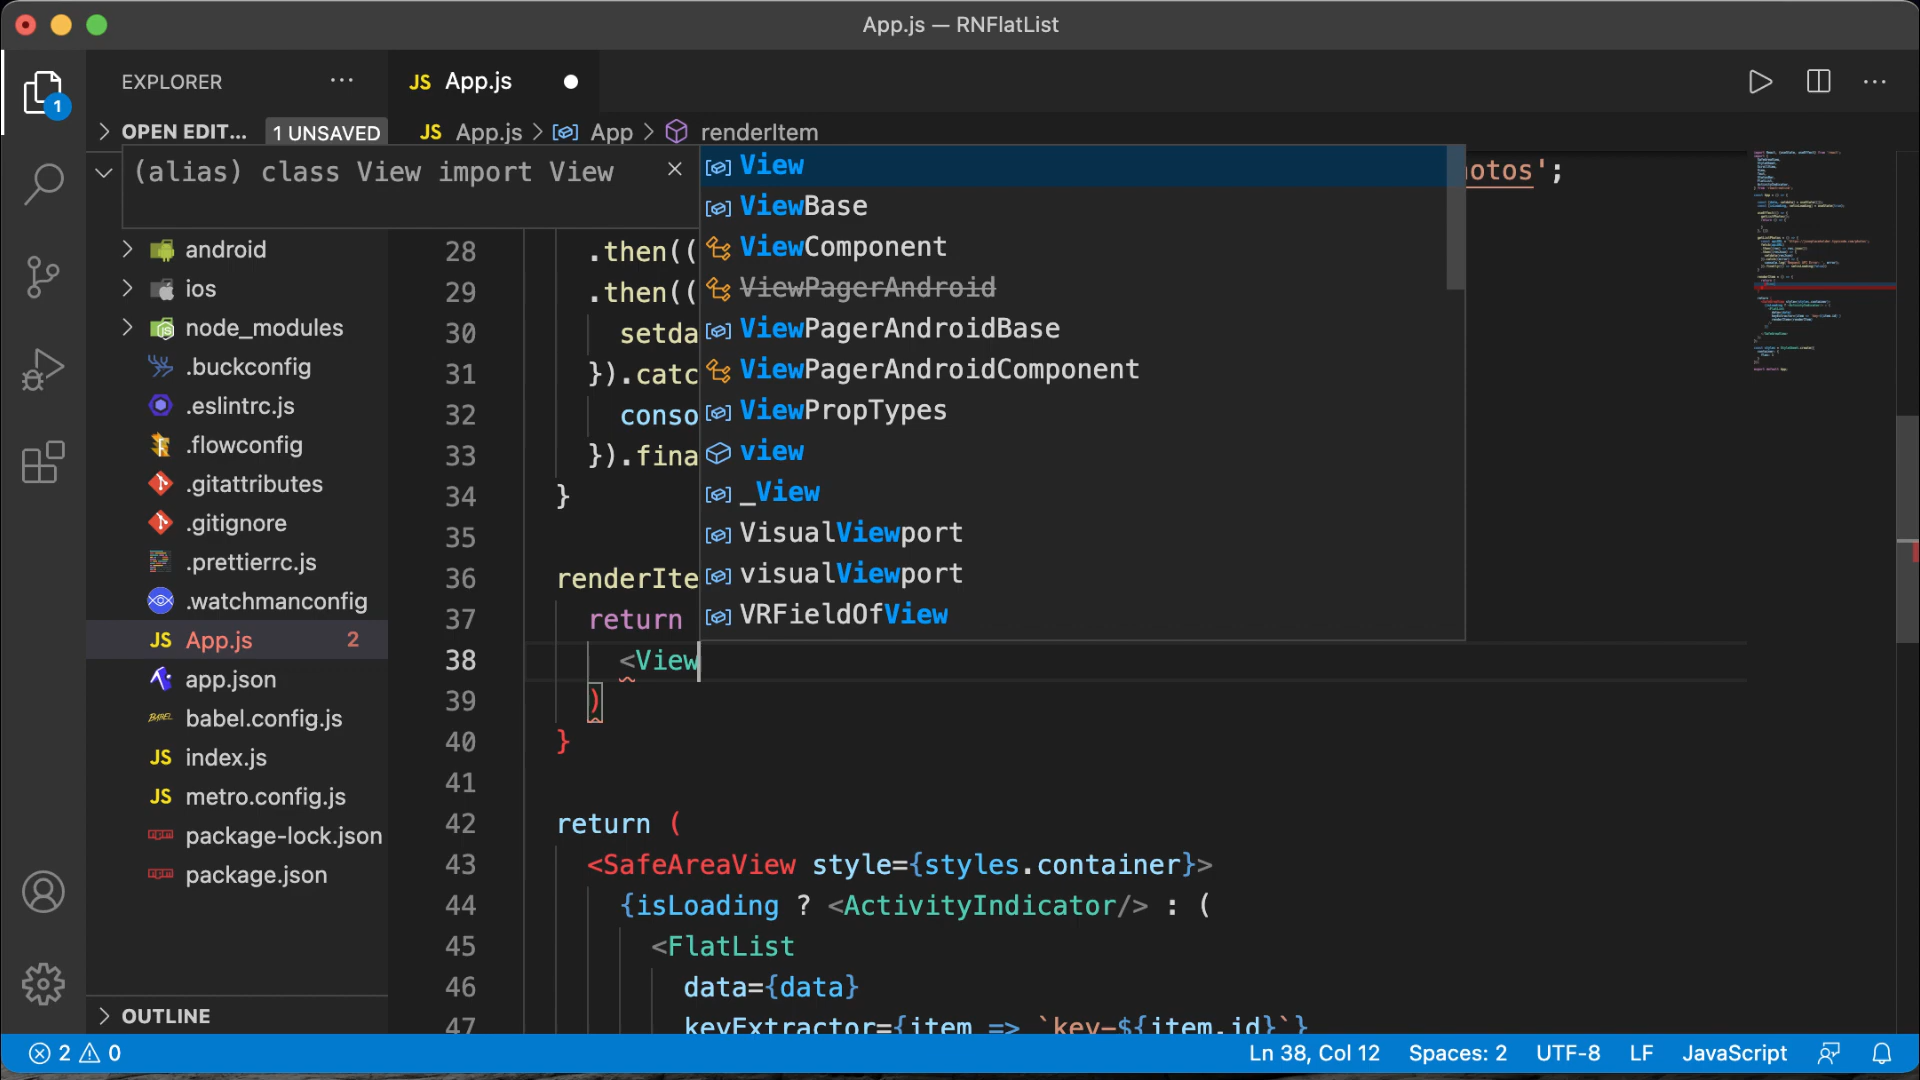 App.js — RNFlatList
EXPLORER
JS App.js
OPEN EDIT... 1 UNSAVED
JS App.js > App > renderItem
(alias) class View import View
otos';
View
ViewBase
ViewComponent
ViewPagerAndroid
ViewPagerAndroidBase
ViewPagerAndroidComponent
ViewPropTypes
view
_View
VisualViewport
visualViewport
VRFieldOfView
android
ios
node_modules
.buckconfig
.eslintrc.js
.flowconfig
.gitattributes
.gitignore
.prettierrc.js
.watchmanconfig
JS App.js 2
app.json
BABEL babel.config.js
JS index.js
JS metro.config.js
package-lock.json
package.json
OUTLINE
1
28 .then((
29 .then((
30 setda
31 }).catc
32 conso
33 }).fina
34 }
35
36 renderIte
37 return
38 <View
39 )
40 }
41
42 return (
43 <SafeAreaView style={styles.container}>
44 {isLoading ? <ActivityIndicator/> : (
45 <FlatList
46 data={data}
47 keyExtractor={item => `key-${item.id}`}
2 0
Ln 38, Col 12 Spaces: 2 UTF-8 LF JavaScript